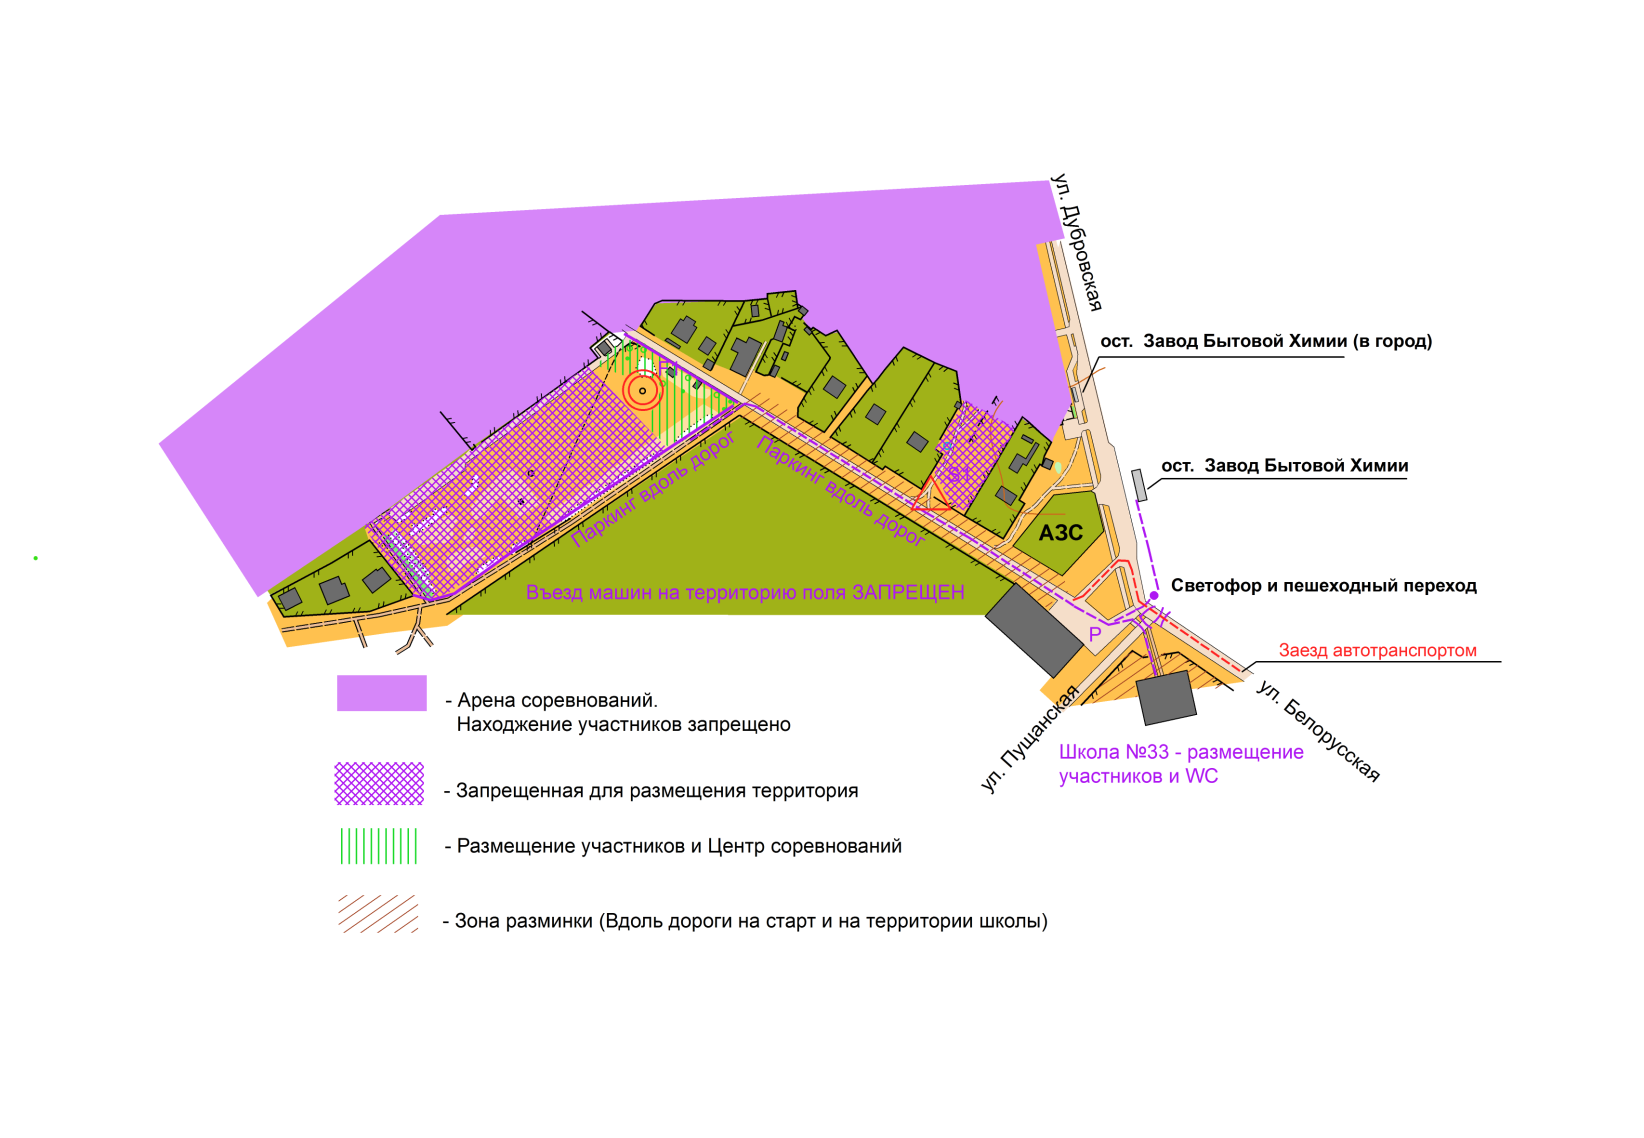 ул. Дубровская
ост. Завод Бытовой Химии (в город)
F1
ост. Завод Бытовой Химии
Паркинг вдоль дорог
Паркинг вдоль дорог
S1
АЗС
Въезд машин на территорию поля ЗАПРЕЩЕН
Светофор и пешеходный переход
P
Заезд автотранспортом
ул. Пущанская
ул. Белорусская
Школа №33 - размещение
участников и WC
- Арена соревнований.
Находжение участников запрещено
- Запрещенная для размещения территория
- Размещение участников и Центр соревнований
- Зона разминки (Вдоль дороги на старт и на территории школы)